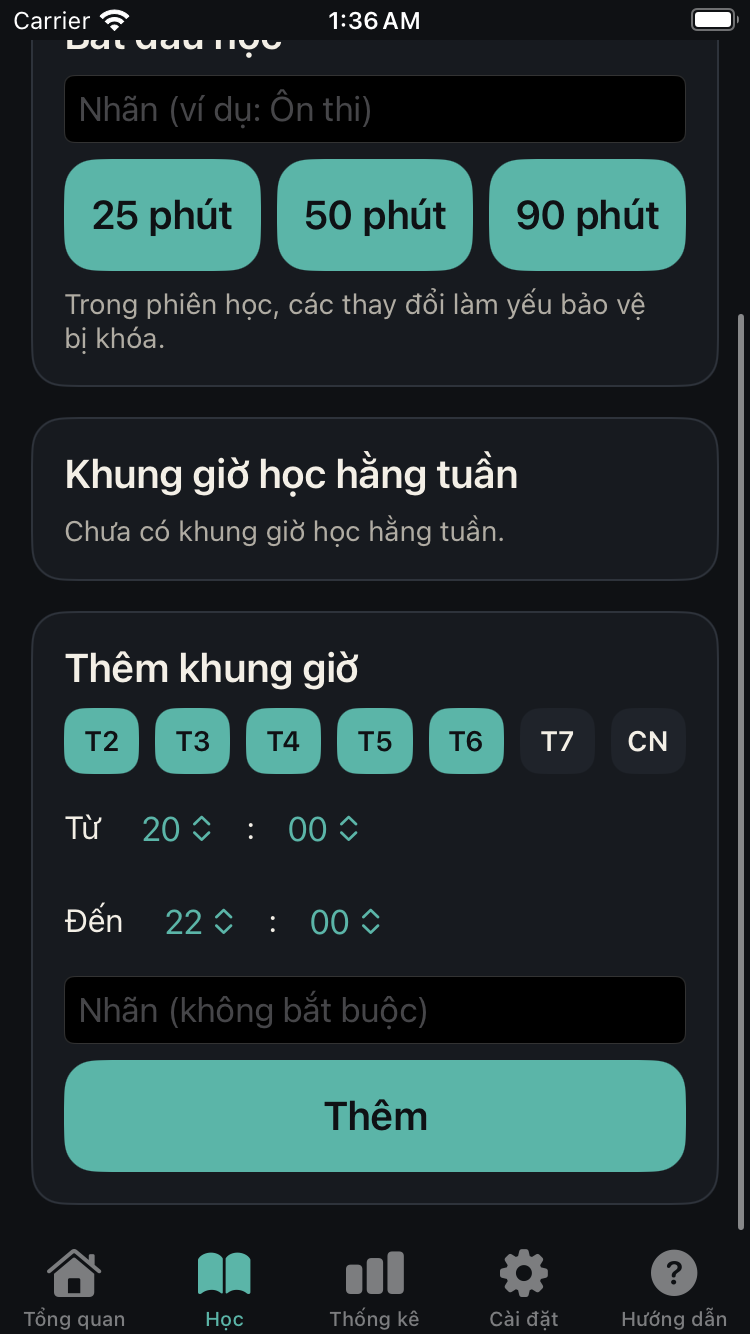 Carrier 1:36 AM
Bắt đầu học
Nhãn (ví dụ: Ôn thi)
25 phút 50 phút 90 phút
Trong phiên học, các thay đổi làm yếu bảo vệ
bị khóa.
Khung giờ học hằng tuần
Chưa có khung giờ học hằng tuần.
Thêm khung giờ
T2 T3 T4 T5 T6 T7 CN
Từ 20 : 00
Đến 22 : 00
Nhãn (không bắt buộc)
Thêm
Tổng quan Học Thống kê Cài đặt Hướng dẫn